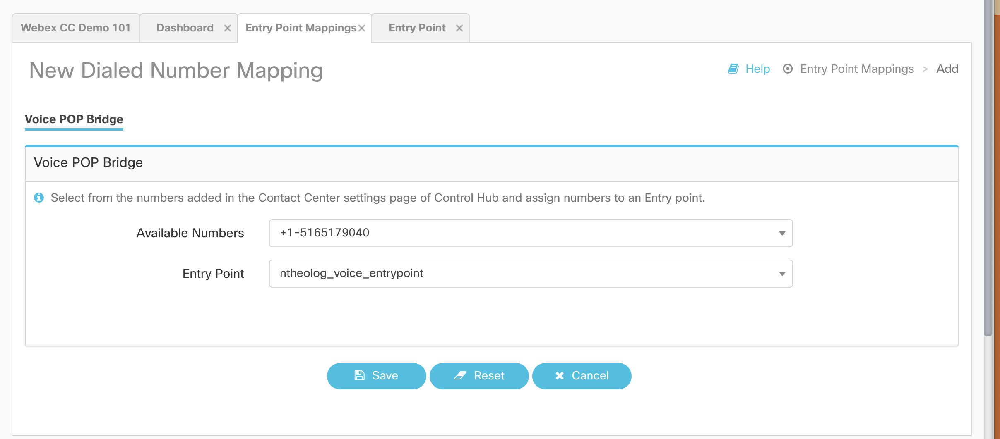 Webex CC Demo 101 Dashboard Entry Point Mappings Entry Point
New Dialed Number Mapping
Help Entry Point Mappings > Add
Voice POP Bridge
Voice POP Bridge
Select from the numbers added in the Contact Center settings page of Control Hub and assign numbers to an Entry point.
Available Numbers +1-5165179040
Entry Point ntheolog_voice_entrypoint
Save Reset Cancel